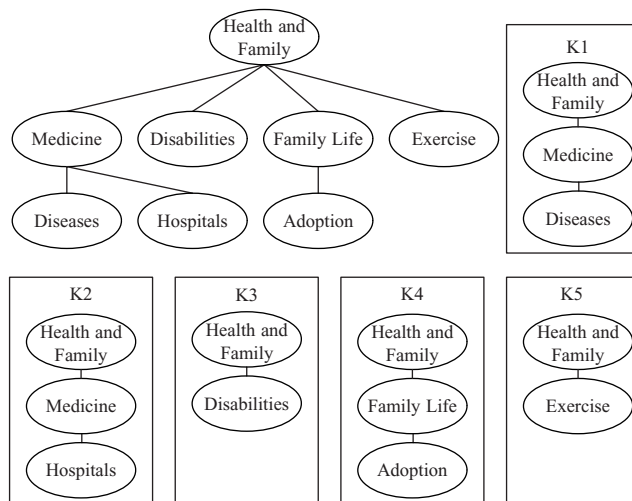 Health and
Family
Medicine
Disabilities
Family Life
Exercise
Diseases
Hospitals
Adoption
K1
Health and
Family
Medicine
Diseases
K2
Health and
Family
Medicine
Hospitals
K3
Health and
Family
Disabilities
K4
Health and
Family
Family Life
Adoption
K5
Health and
Family
Exercise